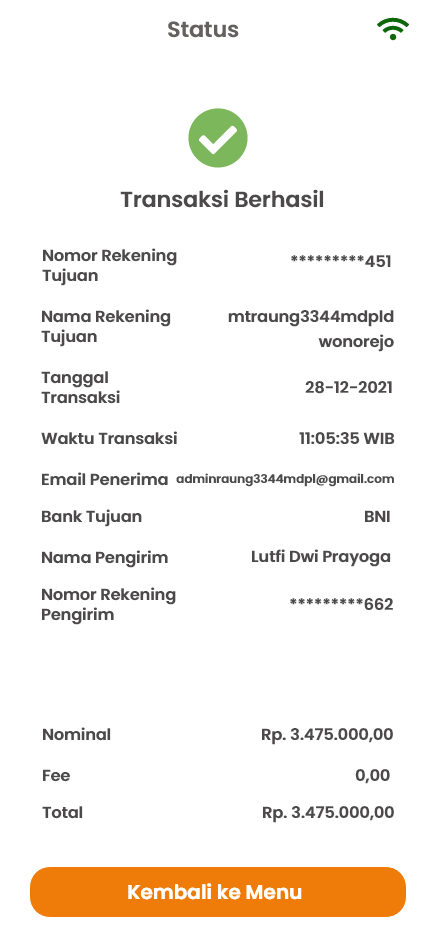 Status
Transaksi Berhasil
Nomor Rekening
Tujuan
*********451
Nama Rekening
Tujuan
mtraung3344mdpld
wonorejo
Tanggal
Transaksi
28-12-2021
Waktu Transaksi 11:05:35 WIB
Email Penerima adminraung3344mdpl@gmail.com
Bank Tujuan BNI
Nama Pengirim Lutfi Dwi Prayoga
Nomor Rekening
Pengirim
*********662
Nominal Rp. 3.475.000,00
Fee 0,00
Total Rp. 3.475.000,00
Kembali ke Menu